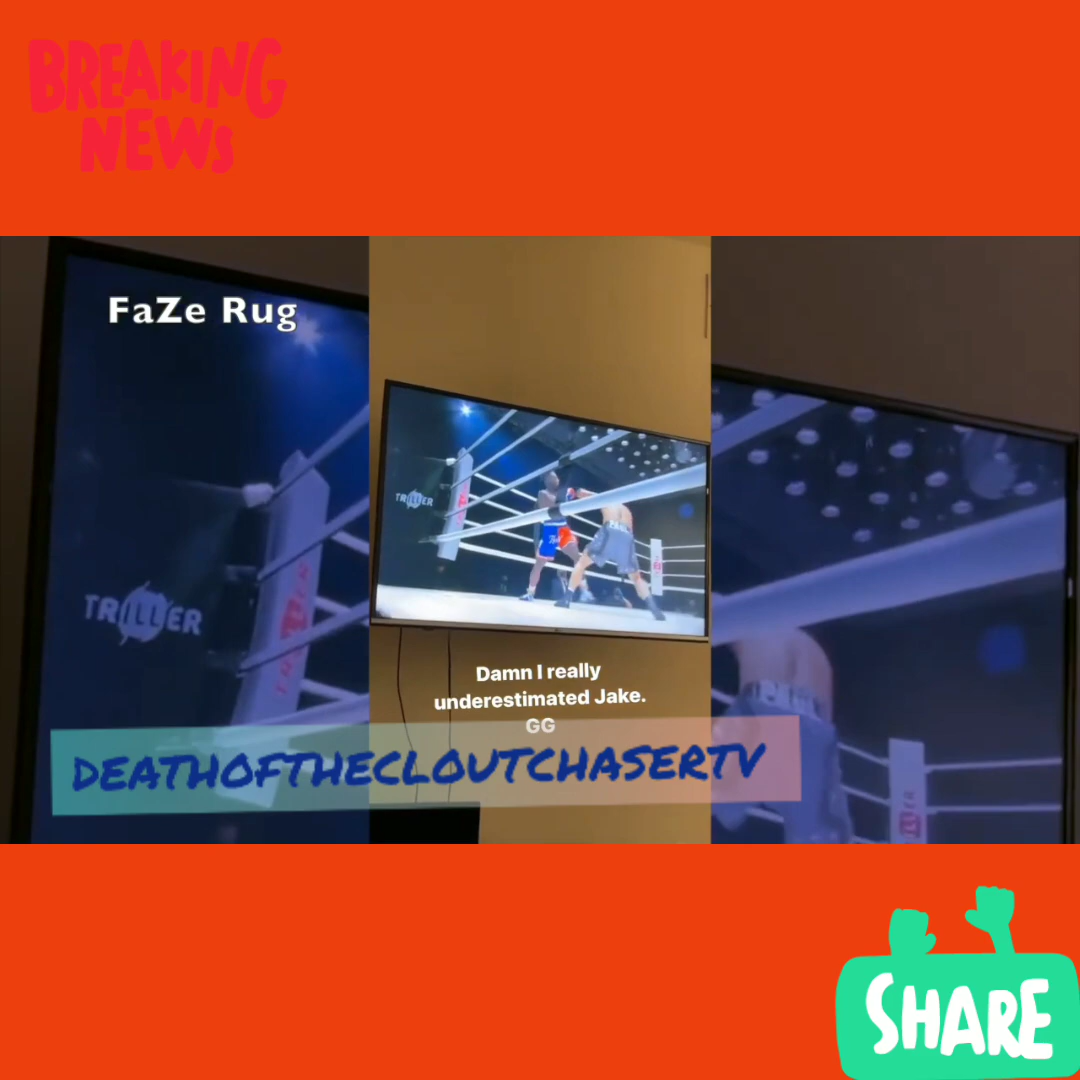 BREAKING
NEWS
FaZe Rug
TRILLER
TRILLER
Damn I really
underestimated Jake.
GG
DEATHOFTHECLOUTCHASERTV
SHARE